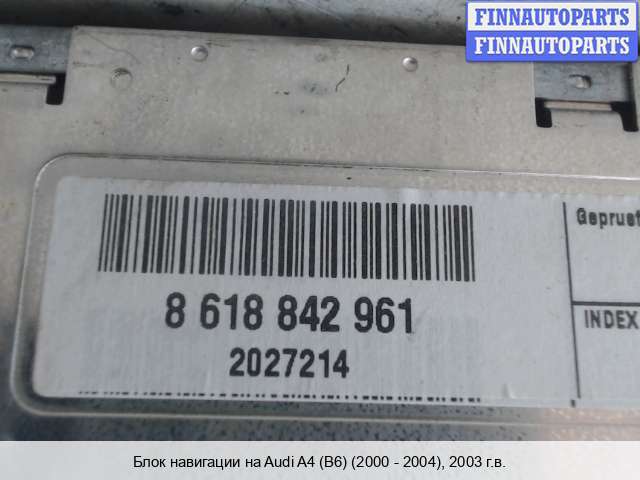 FINNAUTOPARTS
FINNAUTOPARTS
Gepruef
8 618 842 961
INDEX
2027214
Блок навигации на Audi A4 (B6) (2000 - 2004), 2003 г.в.